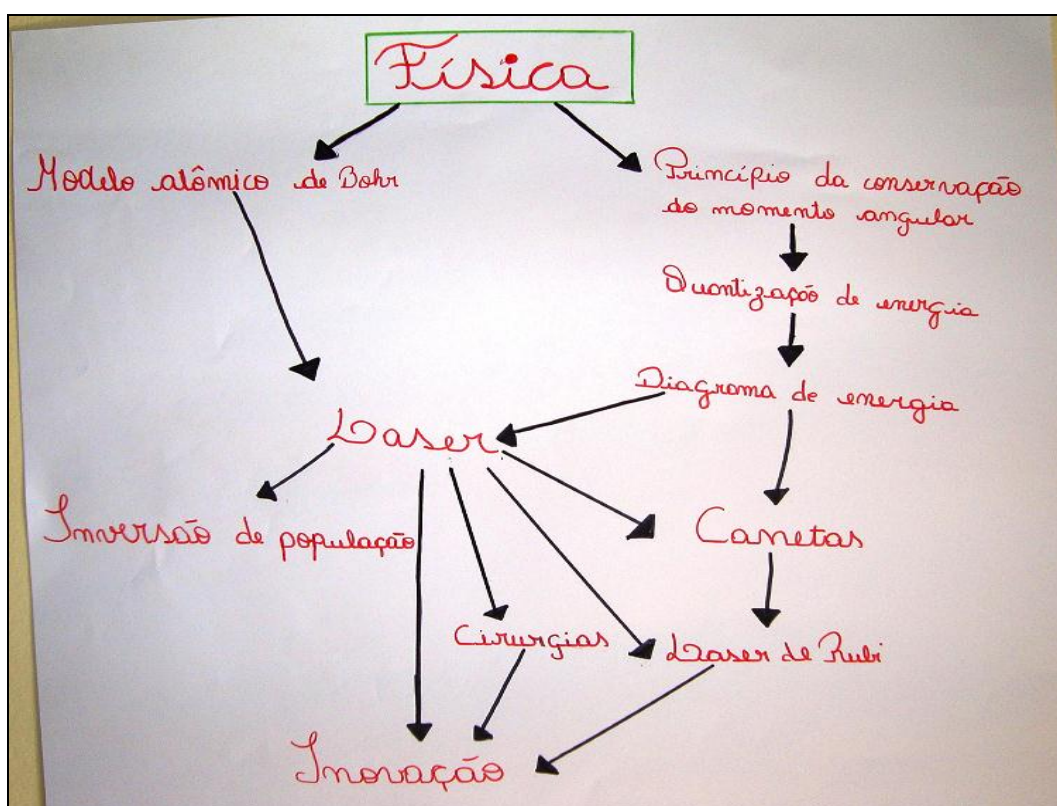 Física
Modelo atômico de Bohr
Princípio da conservação
do momento angular
Quantização de energia
Diagrama de energia
Laser
Inversão de população
Canetas
Cirurgias
Laser de Rubi
Inovação